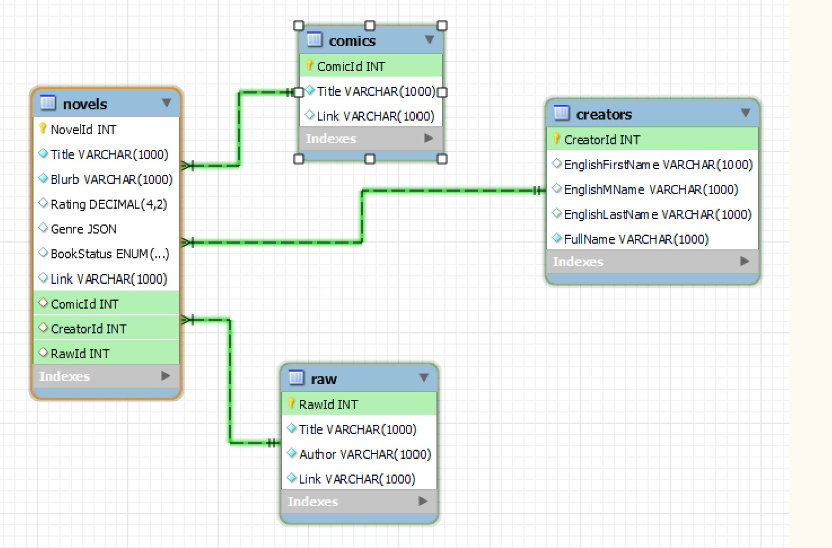 comics
ComicId INT
Title VARCHAR(1000)
Link VARCHAR(1000)
Indexes
novels
NovelId INT
Title VARCHAR(1000)
Blurb VARCHAR(1000)
Rating DECIMAL(4,2)
Genre JSON
BookStatus ENUM(...)
Link VARCHAR(1000)
ComicId INT
CreatorId INT
RawId INT
Indexes
creators
CreatorId INT
EnglishFirstName VARCHAR(1000)
EnglishMName VARCHAR(1000)
EnglishLastName VARCHAR(1000)
FullName VARCHAR(1000)
Indexes
raw
RawId INT
Title VARCHAR(1000)
Author VARCHAR(1000)
Link VARCHAR(1000)
Indexes